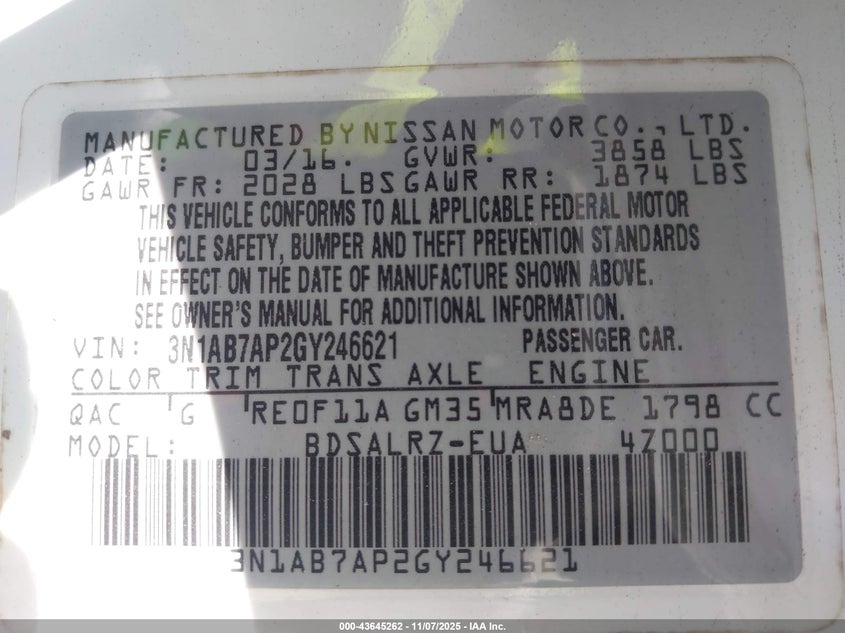 MANUFACTURED BY NISSAN MOTOR CO., LTD.
DATE: 03/16. GVWR: 3858 LBS
GAWR FR: 2028 LBS GAWR RR: 1874 LBS
THIS VEHICLE CONFORMS TO ALL APPLICABLE FEDERAL MOTOR
VEHICLE SAFETY, BUMPER AND THEFT PREVENTION STANDARDS
IN EFFECT ON THE DATE OF MANUFACTURE SHOWN ABOVE.
SEE OWNER'S MANUAL FOR ADDITIONAL INFORMATION.
VIN: 3N1AB7AP2GY246621 PASSENGER CAR.
COLOR TRIM TRANS AXLE ENGINE
QAC G RE0F11A GM35 MRA8DE 1798 CC
MODEL: BDSALRZ-EUA 4Z000
3N1AB7AP2GY246621
000-43645262 - 11/07/2025 - IAA Inc.